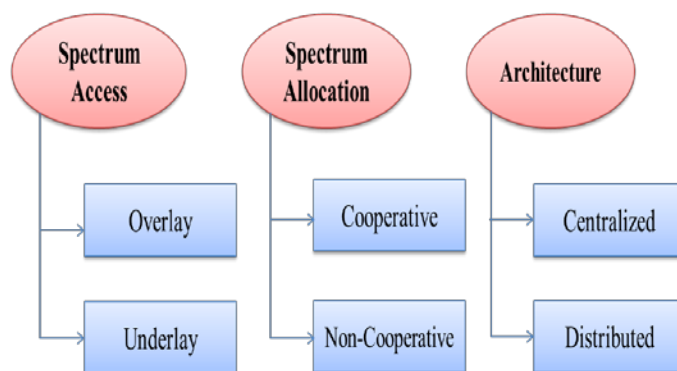 Spectrum
Access
Overlay
Underlay
Spectrum
Allocation
Cooperative
Non-Cooperative
Architecture
Centralized
Distributed